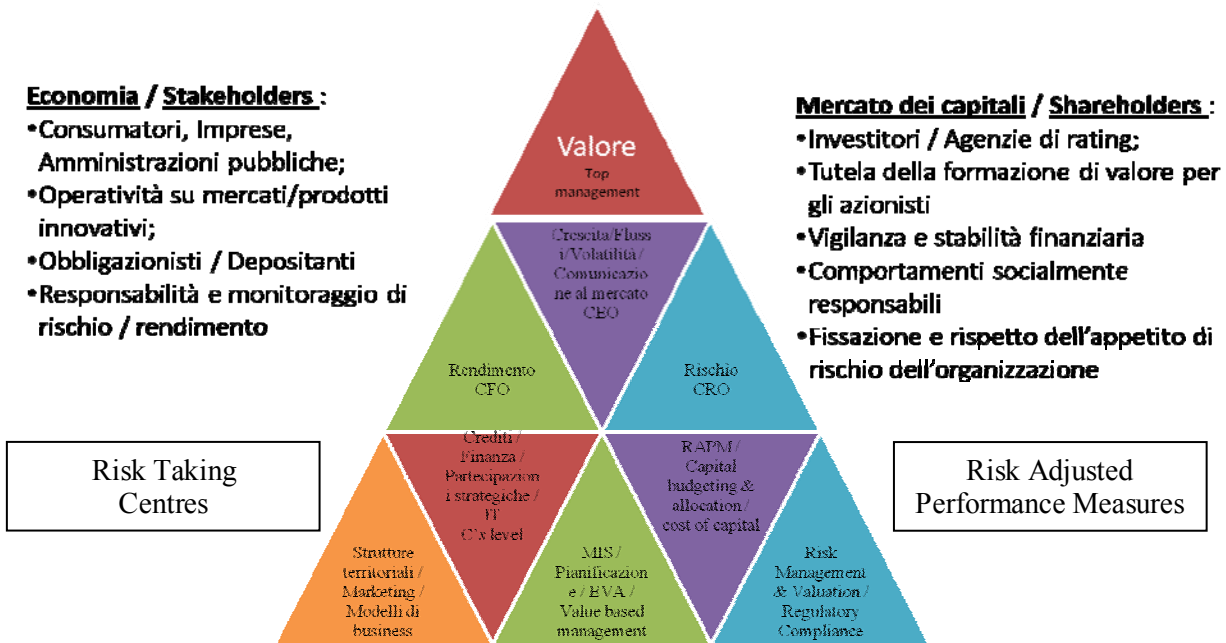 Economia / Stakeholders :
•Consumatori, Imprese,
Amministrazioni pubbliche;
•Operatività su mercati/prodotti
innovativi;
•Obbligazionisti / Depositanti
•Responsabilità e monitoraggio di
rischio / rendimento
Valore
Top
management
Mercato dei capitali / Shareholders :
•Investitori / Agenzie di rating;
•Tutela della formazione di valore per
gli azionisti
•Vigilanza e stabilità finanziaria
•Comportamenti socialmente
responsabili
•Fissazione e rispetto dell'appetito di
rischio dell'organizzazione
Crescita/Fluss
i/Volatilità /
Comunicazio
ne al mercato
CEO
Rendimento
CFO
Rischio
CRO
Risk Taking
Centres
Crediti /
Finanza /
Partecipazion
i strategiche /
IT
C'x level
RAPM /
Capital
budgeting &
allocation /
cost of capital
Risk Adjusted
Performance Measures
Strutture
territoriali /
Marketing /
Modelli di
business
MIS /
Pianificazion
e / EVA /
Value based
management
Risk
Management
& Valuation /
Regulatory
Compliance